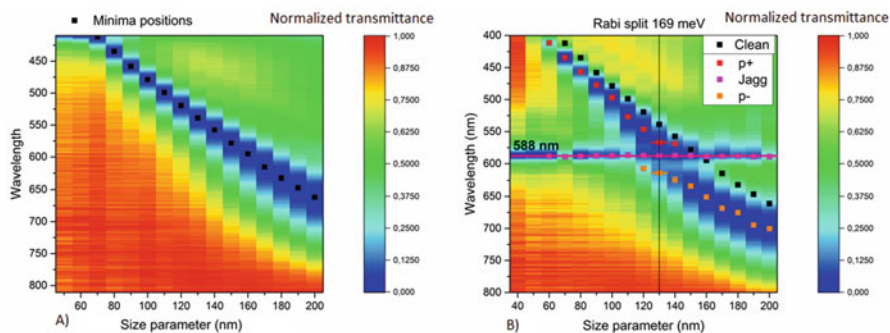 Minima positions
Normalized transmittance
450
500
550
600
650
700
750
800
Wavelength
60 80 100 120 140 160 180 200
Size parameter (nm)
A)
1,000
0,8750
0,7500
0,6250
0,5000
0,3750
0,2500
0,1250
0,000
Rabi split 169 meV
Normalized transmittance
Clean
p+
Jagg
p-
400
450
500
550
588 nm
600
650
700
750
800
Wavelength (nm)
40 60 80 100 120 140 160 180 200
Size parameter (nm)
B)
1,000
0,8750
0,7500
0,6250
0,5000
0,3750
0,2500
0,1250
0,000